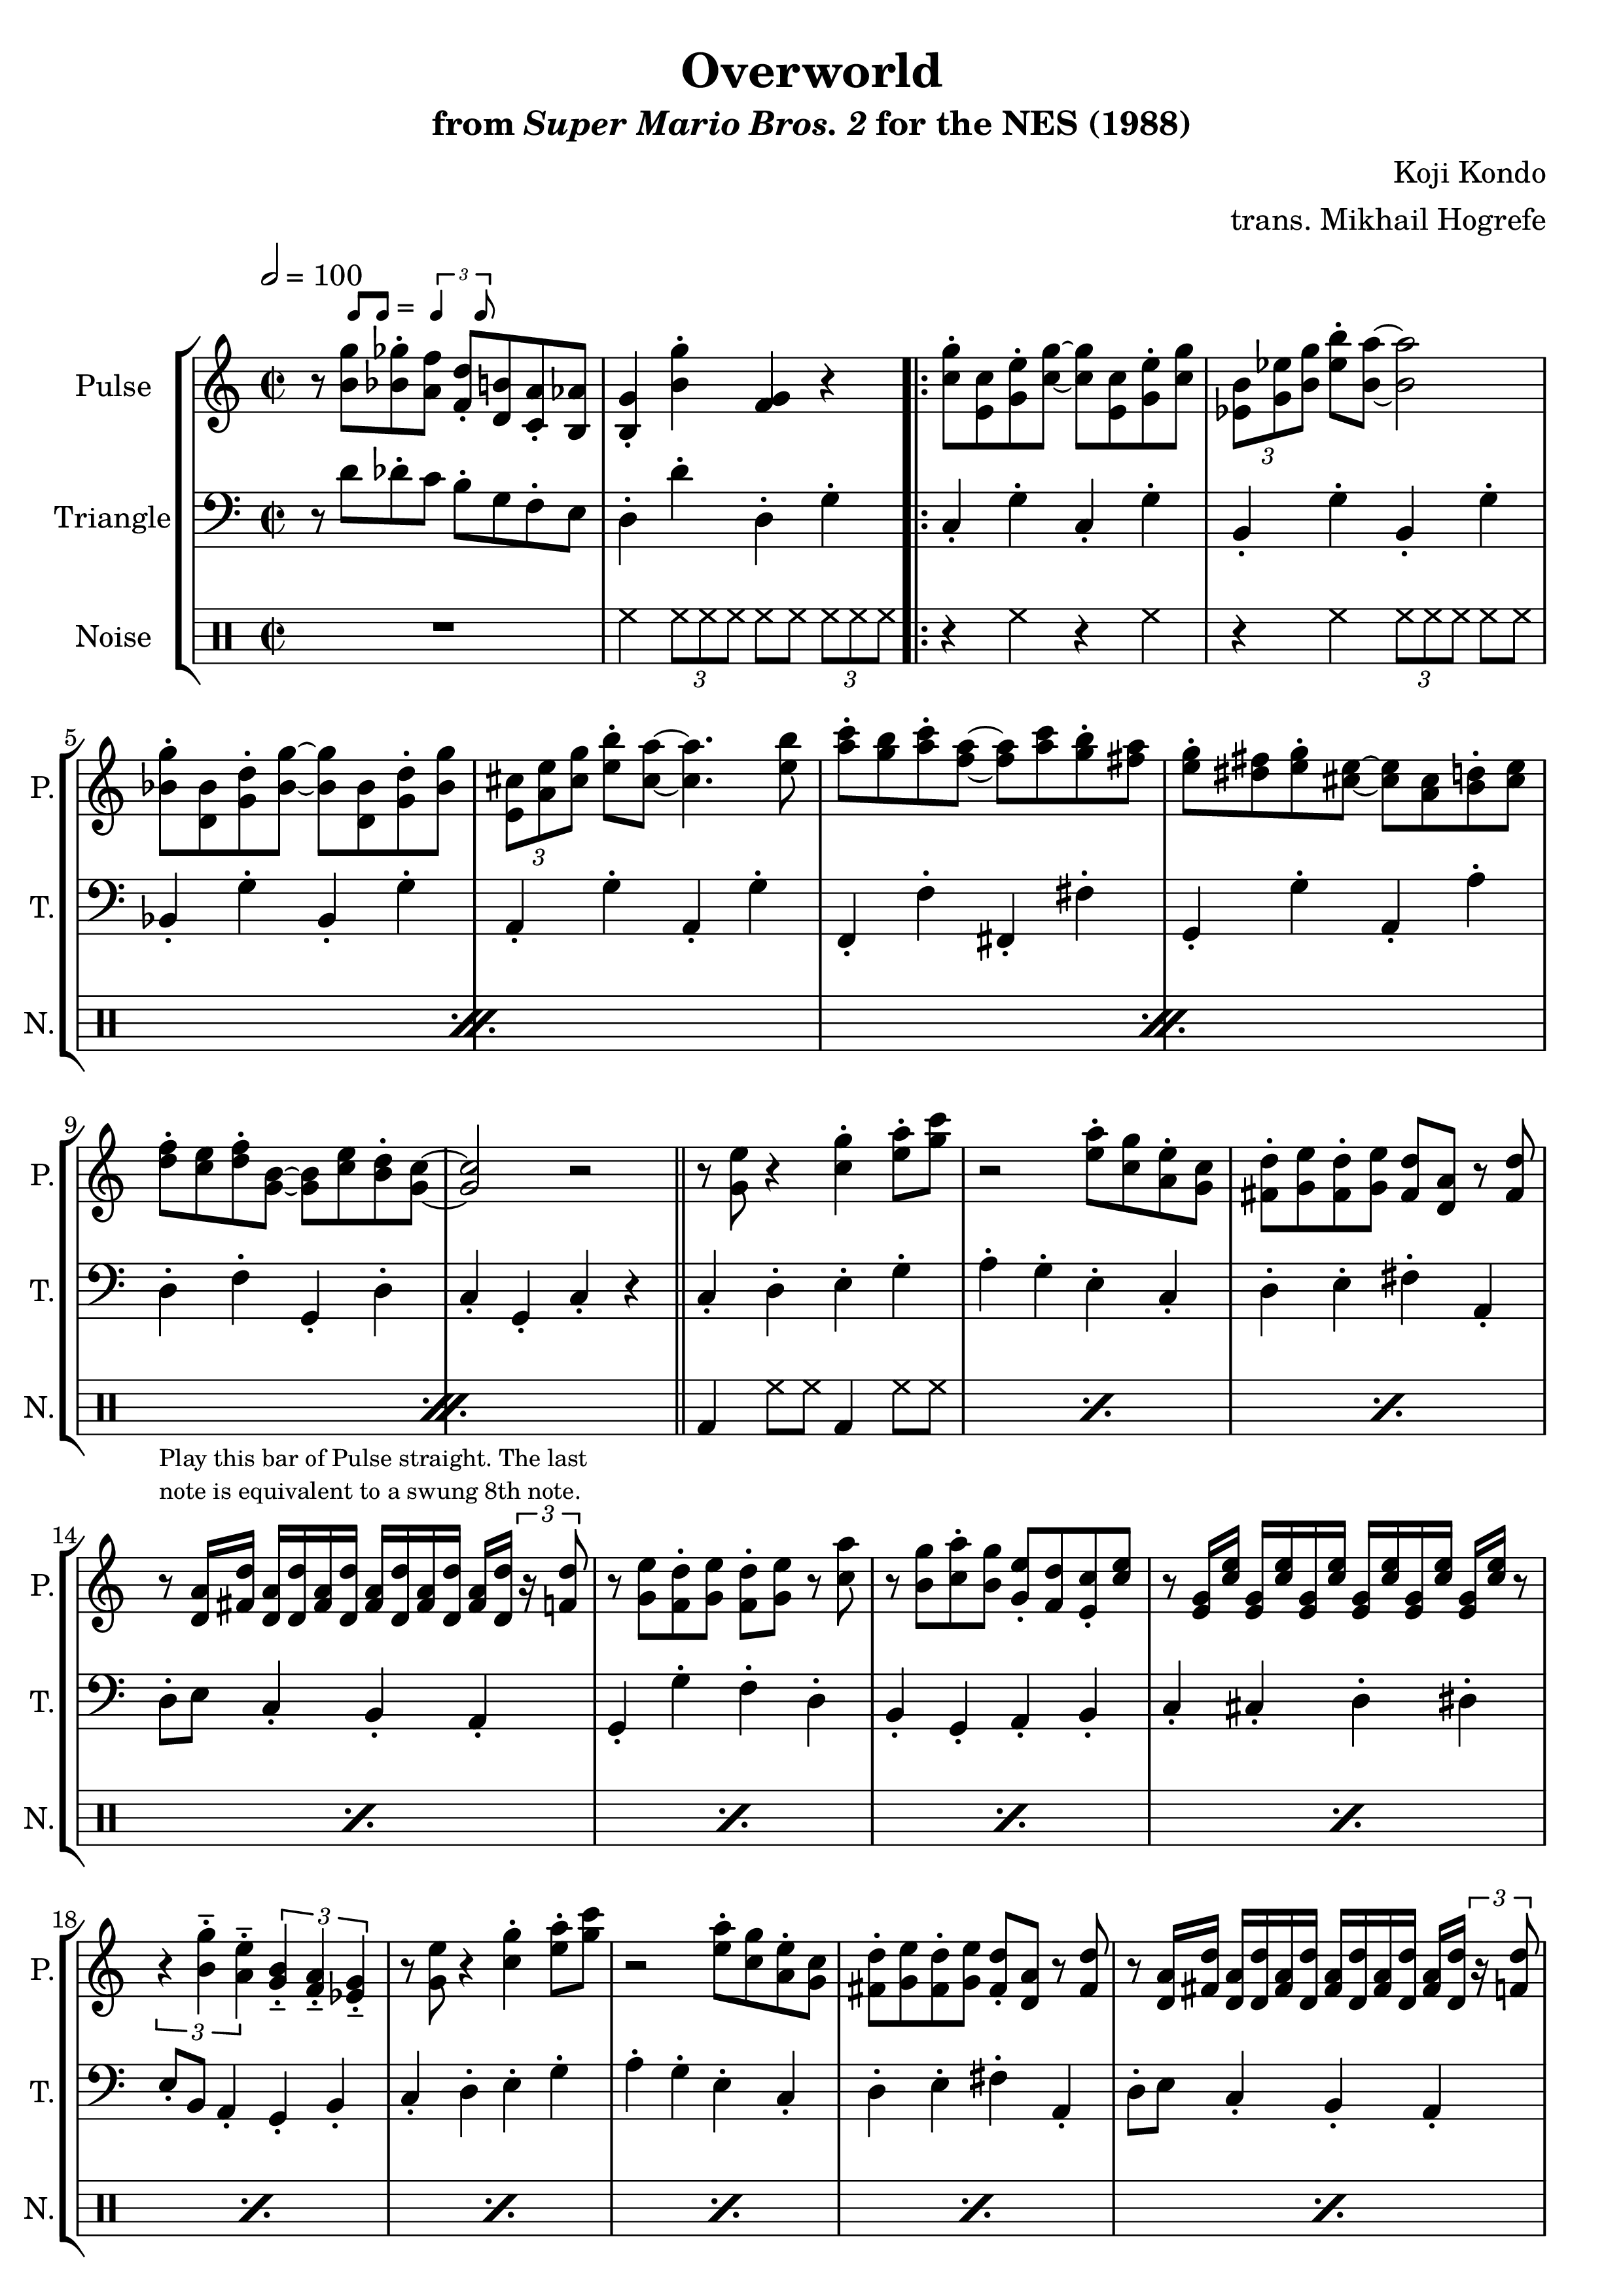 Overworld
from Super Mario Bros. 2 for the NES (1988)
Koji Kondo
trans. Mikhail Hogrefe
= 100
= 3
Pulse
Triangle
Noise
3 3 3 3
5
P.
3
T.
N.
9
P.
T.
N.
Play this bar of Pulse straight. The last
note is equivalent to a swung 8th note.
14
3
P.
T.
N.
18
3 3 3
P.
T.
N.